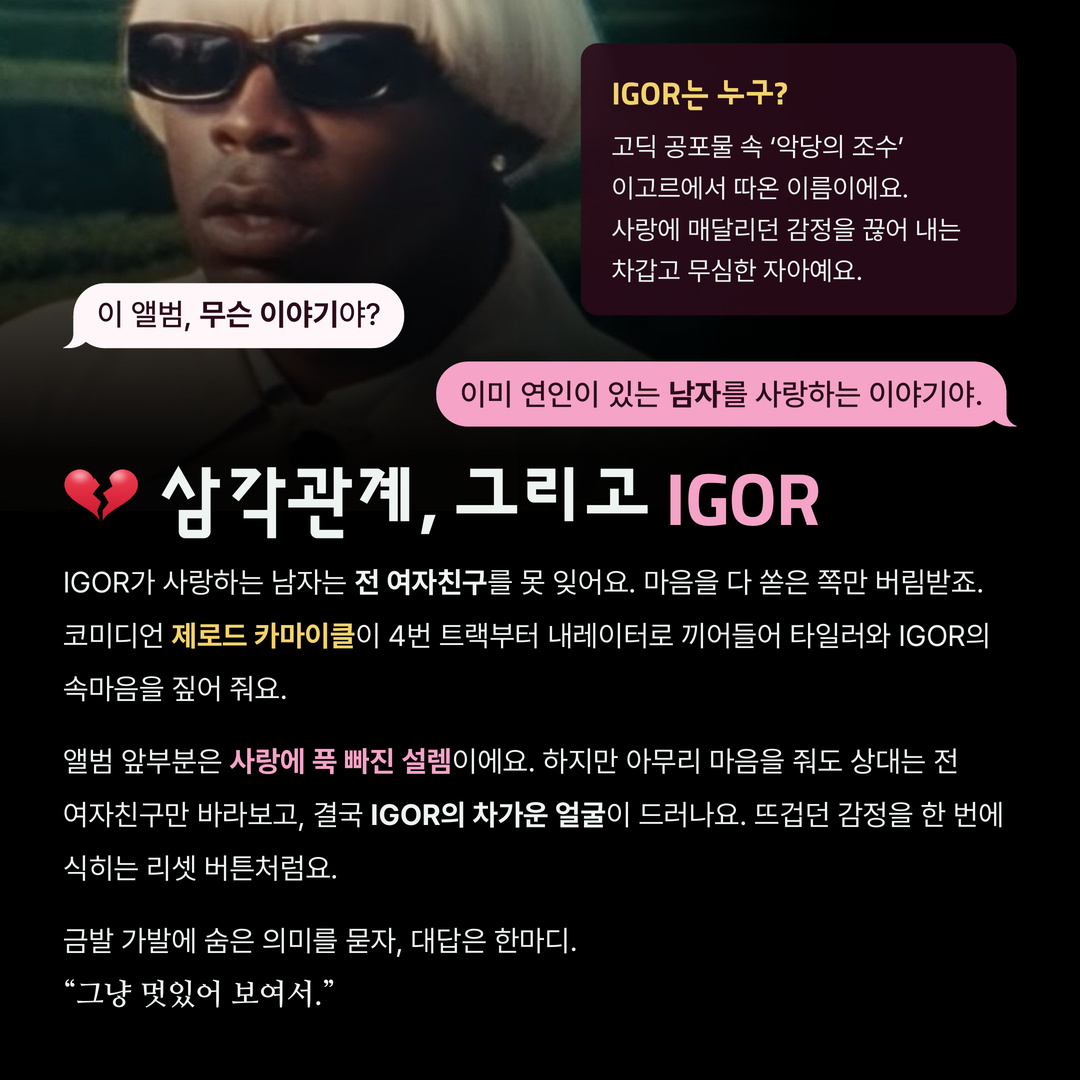 IGOR는 누구?
고딕 공포물 속 ‘악당의 조수’
이고르에서 따온 이름이에요.
사랑에 매달리던 감정을 끊어 내는
차갑고 무심한 자아예요.
이 앨범, 무슨 이야기야?
이미 연인이 있는 남자를 사랑하는 이야기야.
💔 삼각관계, 그리고 IGOR
IGOR가 사랑하는 남자는 전 여자친구를 못 잊어요. 마음을 다 쏟은 쪽만 버림받죠.
코미디언 제로드 카마이클이 4번 트랙부터 내레이터로 끼어들어 타일러와 IGOR의
속마음을 짚어 줘요.
앨범 앞부분은 사랑에 푹 빠진 설렘이에요. 하지만 아무리 마음을 줘도 상대는 전
여자친구만 바라보고, 결국 IGOR의 차가운 얼굴이 드러나요. 뜨겁던 감정을 한 번에
식히는 리셋 버튼처럼요.
금발 가발에 숨은 의미를 묻자, 대답은 한마디.
“그냥 멋있어 보여서.”